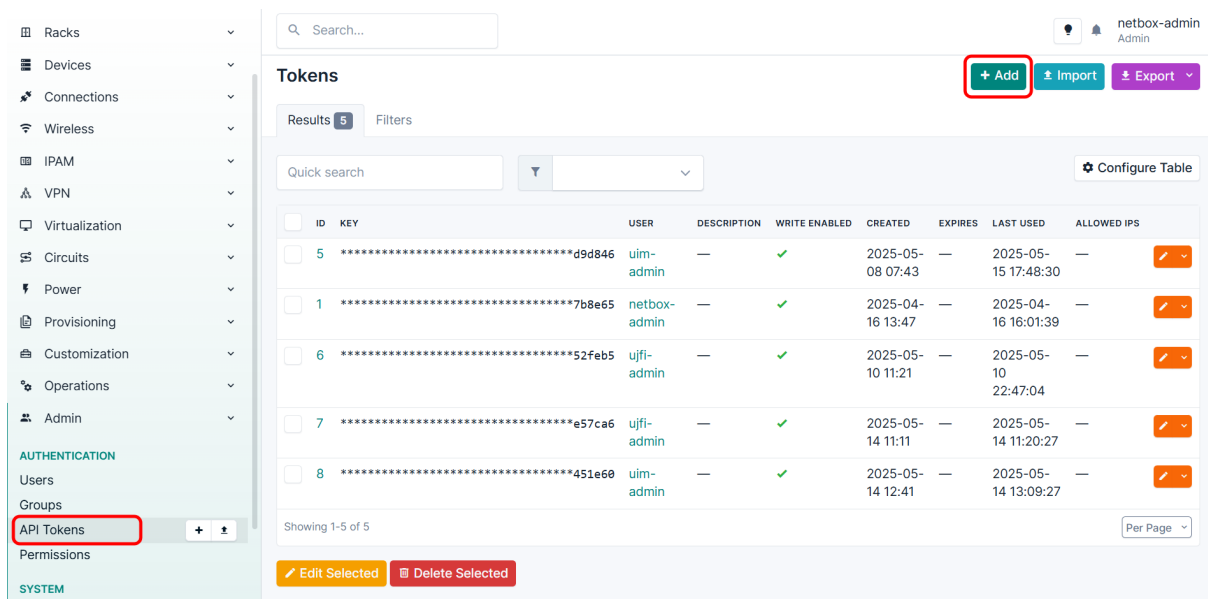 Racks
Devices
Connections
Wireless
IPAM
VPN
Virtualization
Circuits
Power
Provisioning
Customization
Operations
Admin
AUTHENTICATION
Users
Groups
API Tokens
Permissions
SYSTEM
Search...
netbox-admin
Admin
Tokens
+ Add Import Export
Results 5 Filters
Quick search
Configure Table
ID KEY USER DESCRIPTION WRITE ENABLED CREATED EXPIRES LAST USED ALLOWED IPS
5 **********************************d9d846 uim- — ✔ 2025-05- — 2025-05- —
admin 08 07:43 15 17:48:30
1 **********************************7b8e65 netbox- — ✔ 2025-04- — 2025-04- —
admin 16 13:47 16 16:01:39
6 **********************************52feb5 ujfi- — ✔ 2025-05- — 2025-05- —
admin 10 11:21 10
22:47:04
7 **********************************e57ca6 ujfi- — ✔ 2025-05- — 2025-05- —
admin 14 11:11 14 11:20:27
8 **********************************451e60 uim- — ✔ 2025-05- — 2025-05- —
admin 14 12:41 14 13:09:27
Showing 1-5 of 5
Per Page
Edit Selected Delete Selected